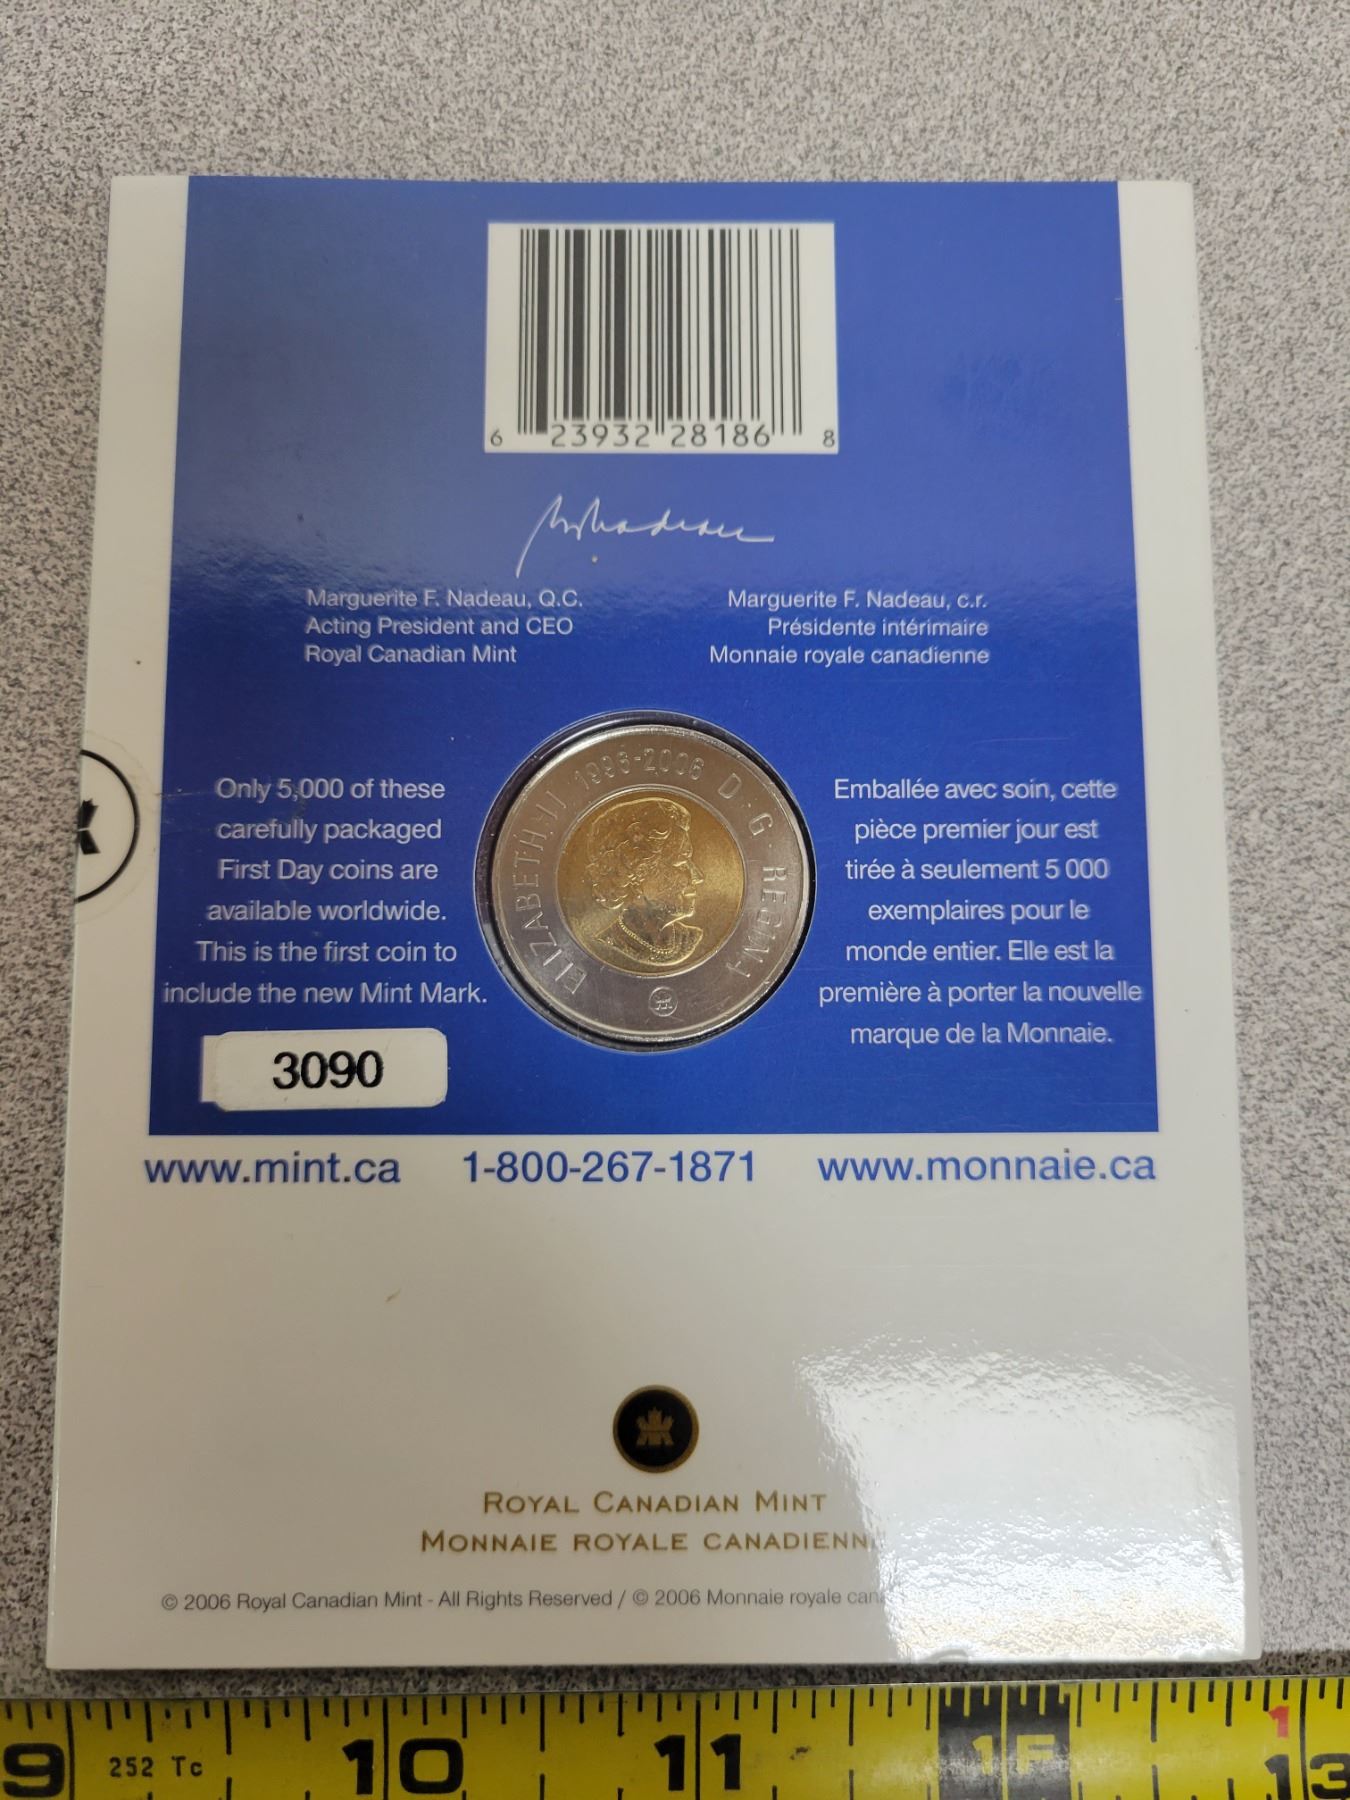 6 23932 28186 8
Marguerite F. Nadeau, Q.C.
Acting President and CEO
Royal Canadian Mint
Marguerite F. Nadeau, c.r.
Présidente intérimaire
Monnaie royale canadienne
Only 5,000 of these
carefully packaged
First Day coins are
available worldwide.
This is the first coin to
include the new Mint Mark.
3090
ELIZABETH II 1996-2006 D·G·REGINA
Emballée avec soin, cette
pièce premier jour est
tirée à seulement 5 000
exemplaires pour le
monde entier. Elle est la
première à porter la nouvelle
marque de la Monnaie.
www.mint.ca 1-800-267-1871 www.monnaie.ca
ROYAL CANADIAN MINT
MONNAIE ROYALE CANADIENNE
© 2006 Royal Canadian Mint - All Rights Reserved / © 2006 Monnaie royale
9 252 Tc 10 11 13